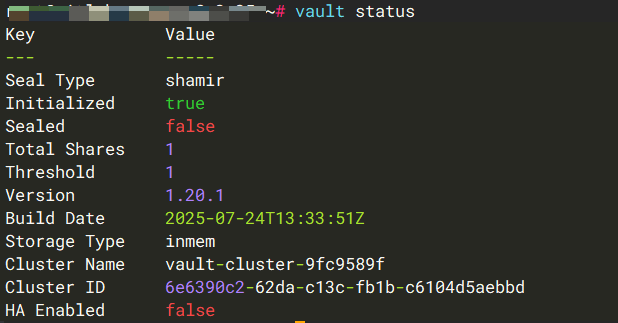 ~# vault status
Key Value
--- -----
Seal Type shamir
Initialized true
Sealed false
Total Shares 1
Threshold 1
Version 1.20.1
Build Date 2025-07-24T13:33:51Z
Storage Type inmem
Cluster Name vault-cluster-9fc9589f
Cluster ID 6e6390c2-62da-c13c-fb1b-c6104d5aebbd
HA Enabled false